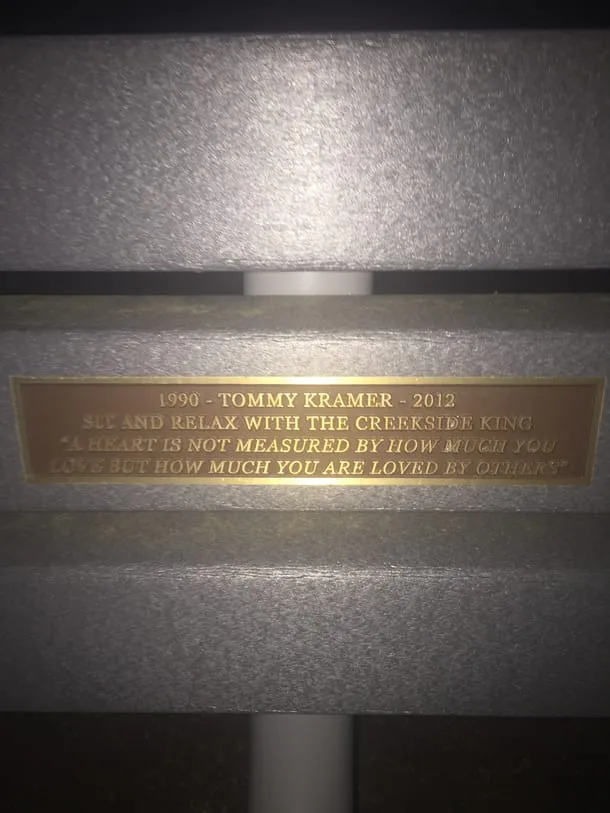 1990 - TOMMY KRAMER - 2012
SIT AND RELAX WITH THE CREEKSIDE KING
"A HEART IS NOT MEASURED BY HOW MUCH YOU
LOVE BUT HOW MUCH YOU ARE LOVED BY OTHERS"